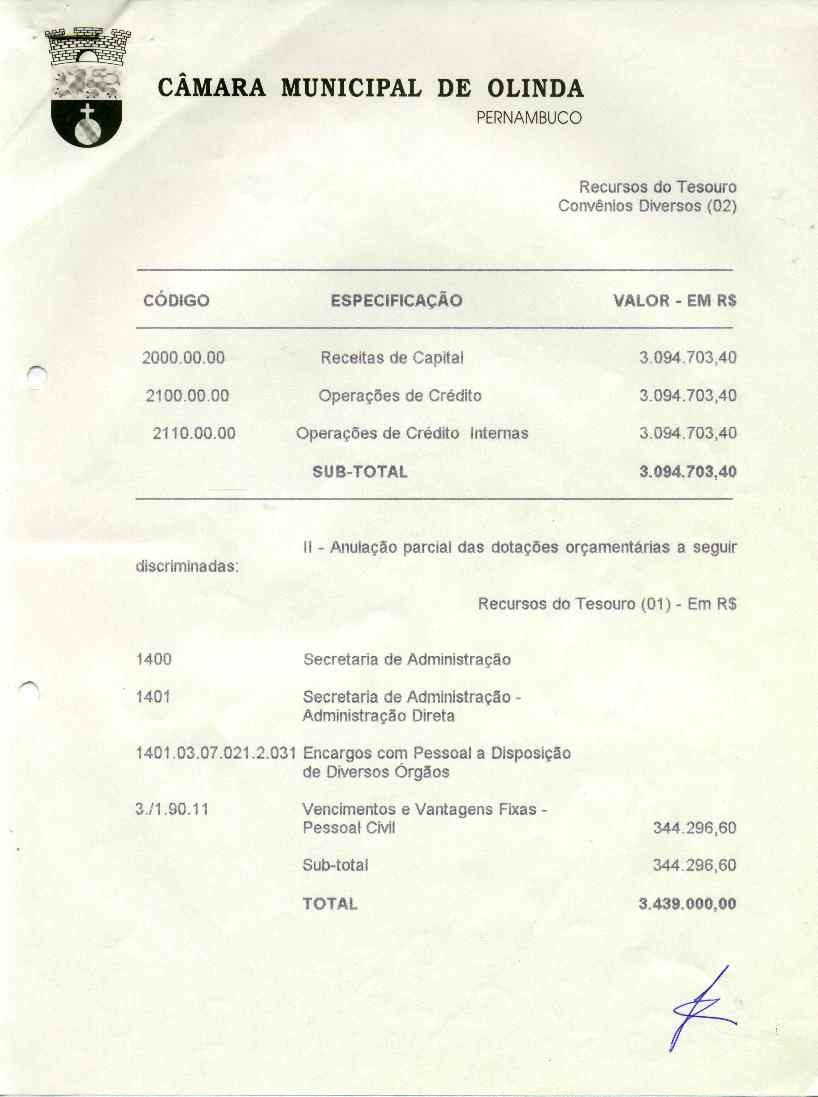 CÂMARA MUNICIPAL DE OLINDA
PERNAMBUCO
Recursos do Tesouro
Convênios Diversos (02)
CÓDIGO ESPECIFICAÇÃO VALOR - EM R$
2000.00.00 Receitas de Capital 3.094.703,40
2100.00.00 Operações de Crédito 3.094.703,40
2110.00.00 Operações de Crédito Internas 3.094.703,40
SUB-TOTAL 3.094.703,40
II - Anulação parcial das dotações orçamentárias a seguir
discriminadas:
Recursos do Tesouro (01) - Em R$
1400 Secretaria de Administração
1401 Secretaria de Administração -
Administração Direta
1401.03.07.021.2.031 Encargos com Pessoal a Disposição
de Diversos Órgãos
3./1.90.11 Vencimentos e Vantagens Fixas -
Pessoal Civil 344.296,60
Sub-total 344.296,60
TOTAL 3.439.000,00